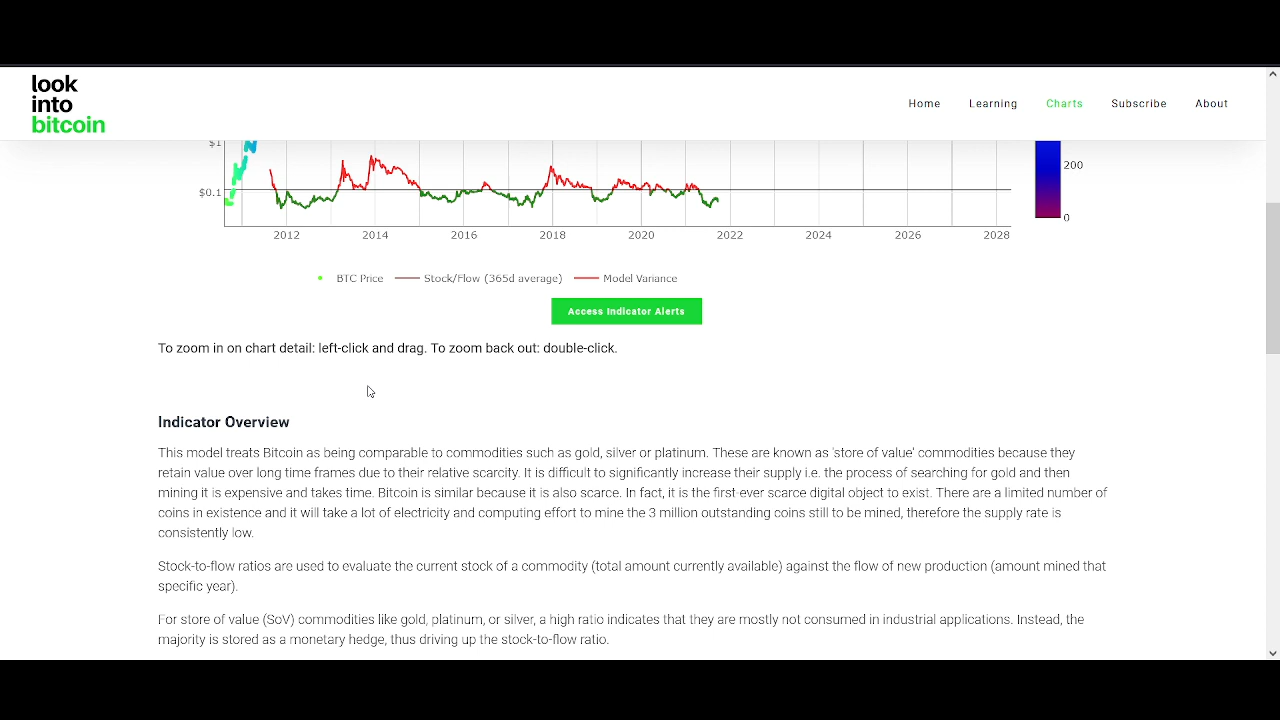 look
into
bitcoin
Home Learning Charts Subscribe About
$1
200
$0.1
0
2012 2014 2016 2018 2020 2022 2024 2026 2028
BTC Price Stock/Flow (365d average) Model Variance
Access Indicator Alerts
To zoom in on chart detail: left-click and drag. To zoom back out: double-click.
Indicator Overview
This model treats Bitcoin as being comparable to commodities such as gold, silver or platinum. These are known as 'store of value' commodities because they
retain value over long time frames due to their relative scarcity. It is difficult to significantly increase their supply i.e. the process of searching for gold and then
mining it is expensive and takes time. Bitcoin is similar because it is also scarce. In fact, it is the first-ever scarce digital object to exist. There are a limited number of
coins in existence and it will take a lot of electricity and computing effort to mine the 3 million outstanding coins still to be mined, therefore the supply rate is
consistently low.
Stock-to-flow ratios are used to evaluate the current stock of a commodity (total amount currently available) against the flow of new production (amount mined that
specific year).
For store of value (SoV) commodities like gold, platinum, or silver, a high ratio indicates that they are mostly not consumed in industrial applications. Instead, the
majority is stored as a monetary hedge, thus driving up the stock-to-flow ratio.